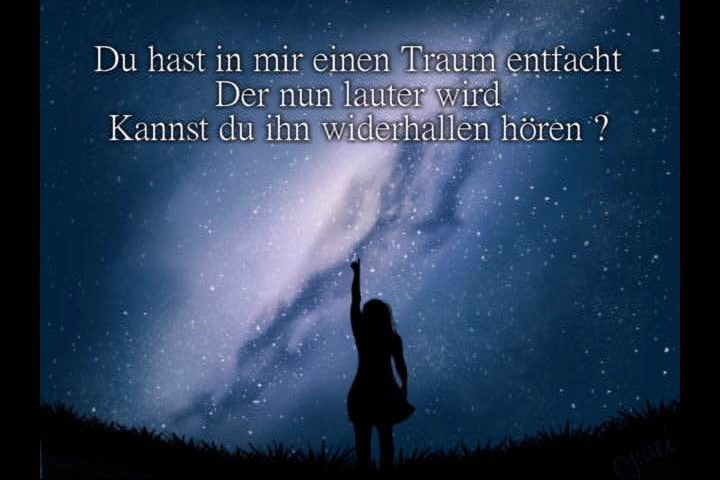 Du hast in mir einen Traum entfacht
Der nun lauter wird
Kannst du ihn widerhallen hören ?